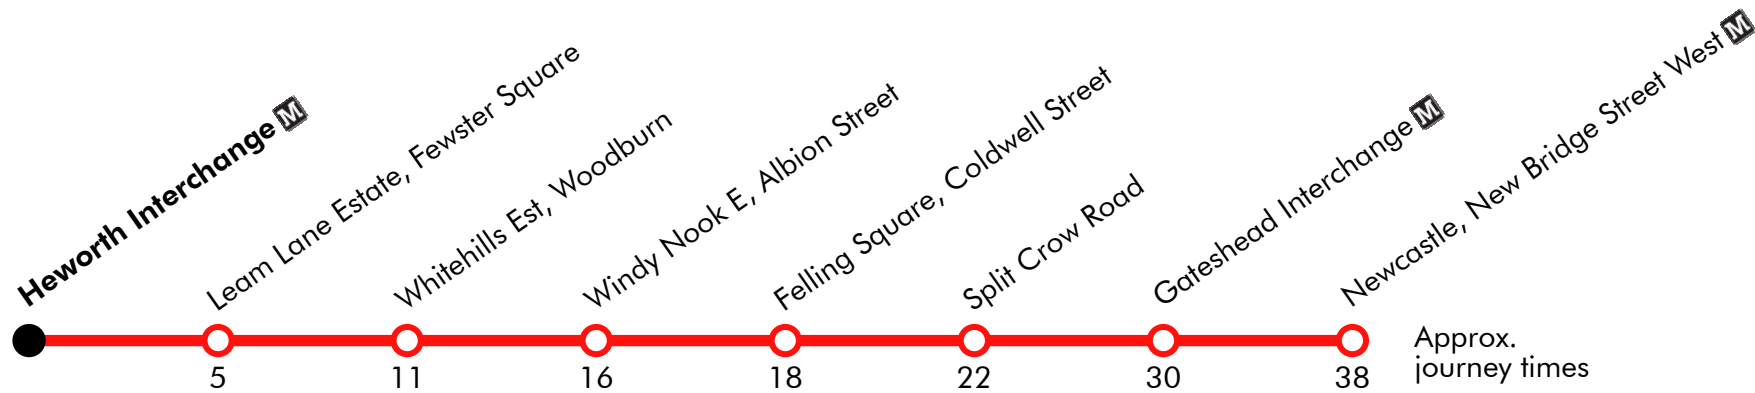 Heworth Interchange M
Leam Lane Estate, Fewster Square
Whitehills Est, Woodburn
Windy Nook E, Albion Street
Felling Square, Coldwell Street
Split Crow Road
Gateshead Interchange M
Newcastle, New Bridge Street West M
5
11
16
18
22
30
38
Approx.
journey times